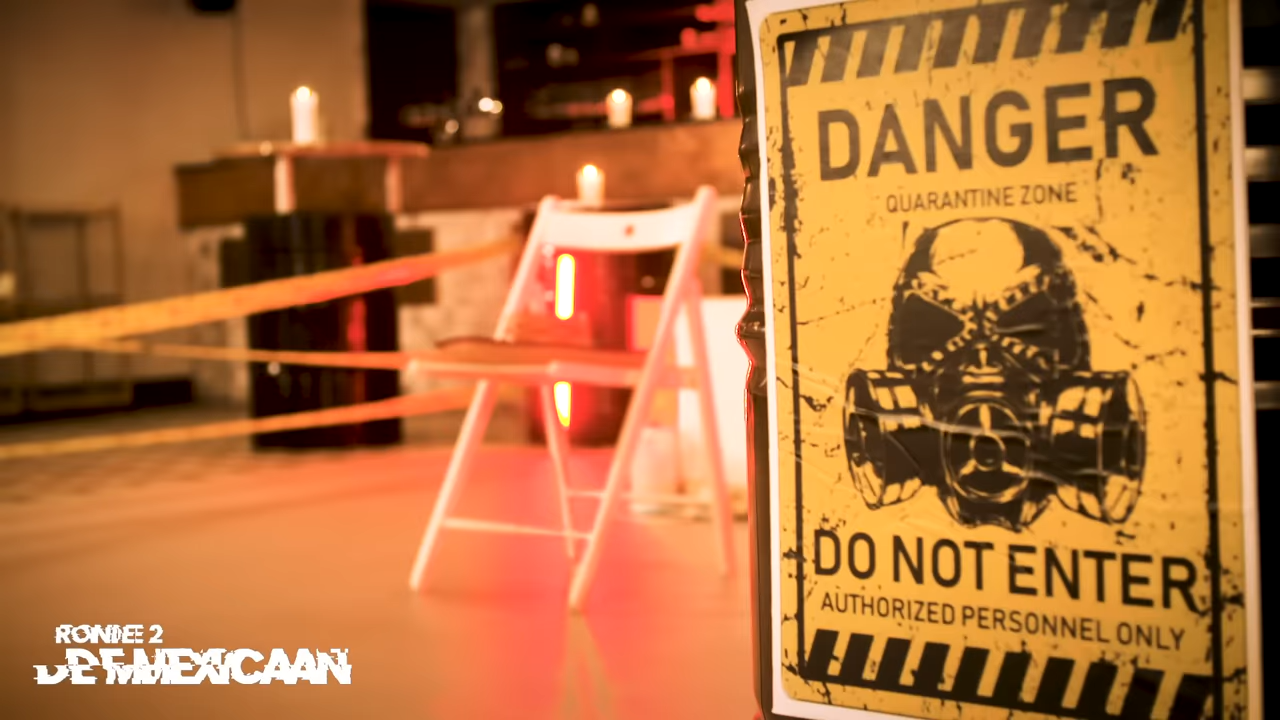 DANGER
QUARANTINE ZONE
DO NOT ENTER
AUTHORIZED PERSONNEL ONLY
RONDE 2
DE MEXICAAN